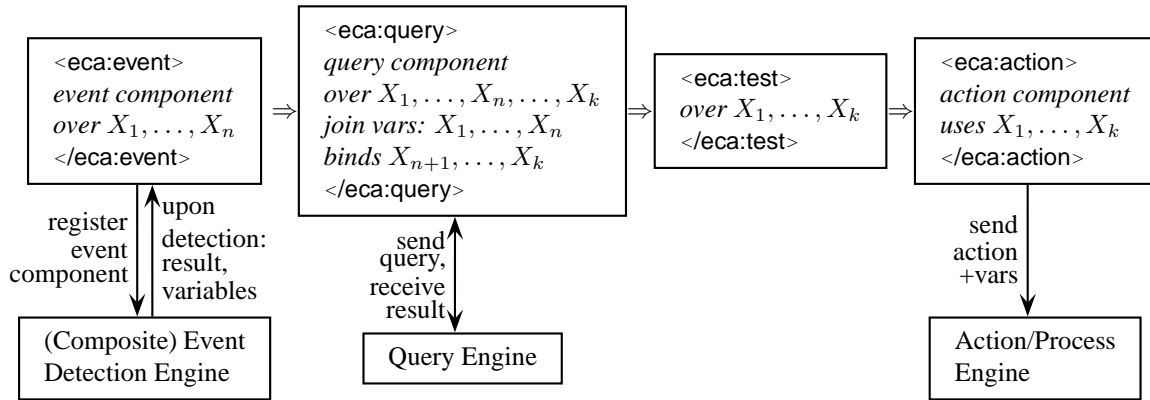 <eca:event>
event component
over X1, . . . , Xn
</eca:event>
⇒
<eca:query>
query component
over X1, . . . , Xn, . . . , Xk
join vars: X1, . . . , Xn
binds Xn+1, . . . , Xk
</eca:query>
⇒
<eca:test>
over X1, . . . , Xk
</eca:test>
⇒
<eca:action>
action component
uses X1, . . . , Xk
</eca:action>
register
event
component
upon
detection:
result,
variables
send
query,
receive
result
send
action
+vars
(Composite) Event
Detection Engine
Query Engine
Action/Process
Engine